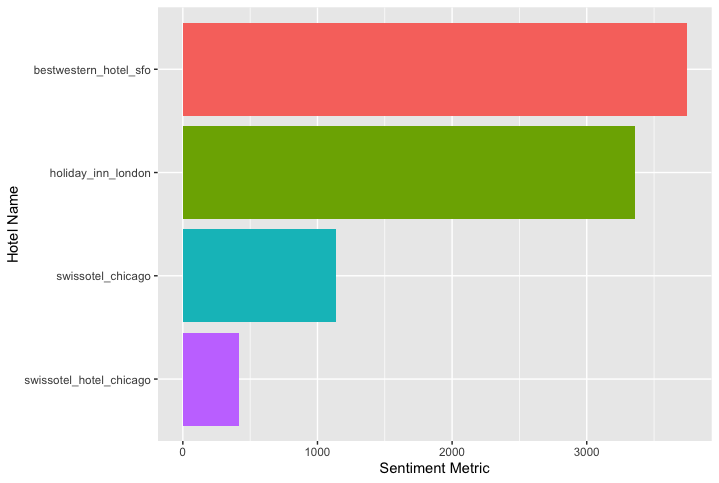 bestwestern_hotel_sfo
holiday_inn_london
swissotel_chicago
swissotel_hotel_chicago
Hotel Name
0 1000 2000 3000
Sentiment Metric